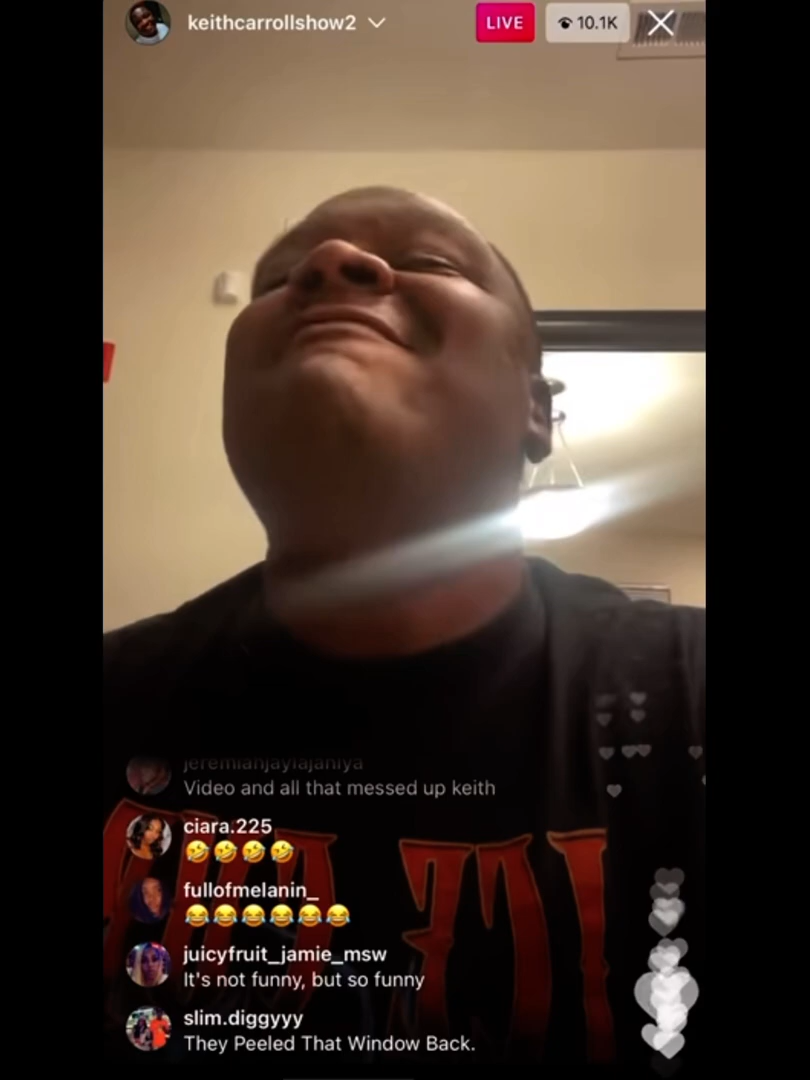 keithcarrollshow2
LIVE
10.1K
jeremianjaylajaniya
Video and all that messed up keith
ciara.225
🤣🤣🤣🤣
fullofmelanin_
😂😂😂😂😂😂
juicyfruit_jamie_msw
It's not funny, but so funny
slim.diggyyy
They Peeled That Window Back.